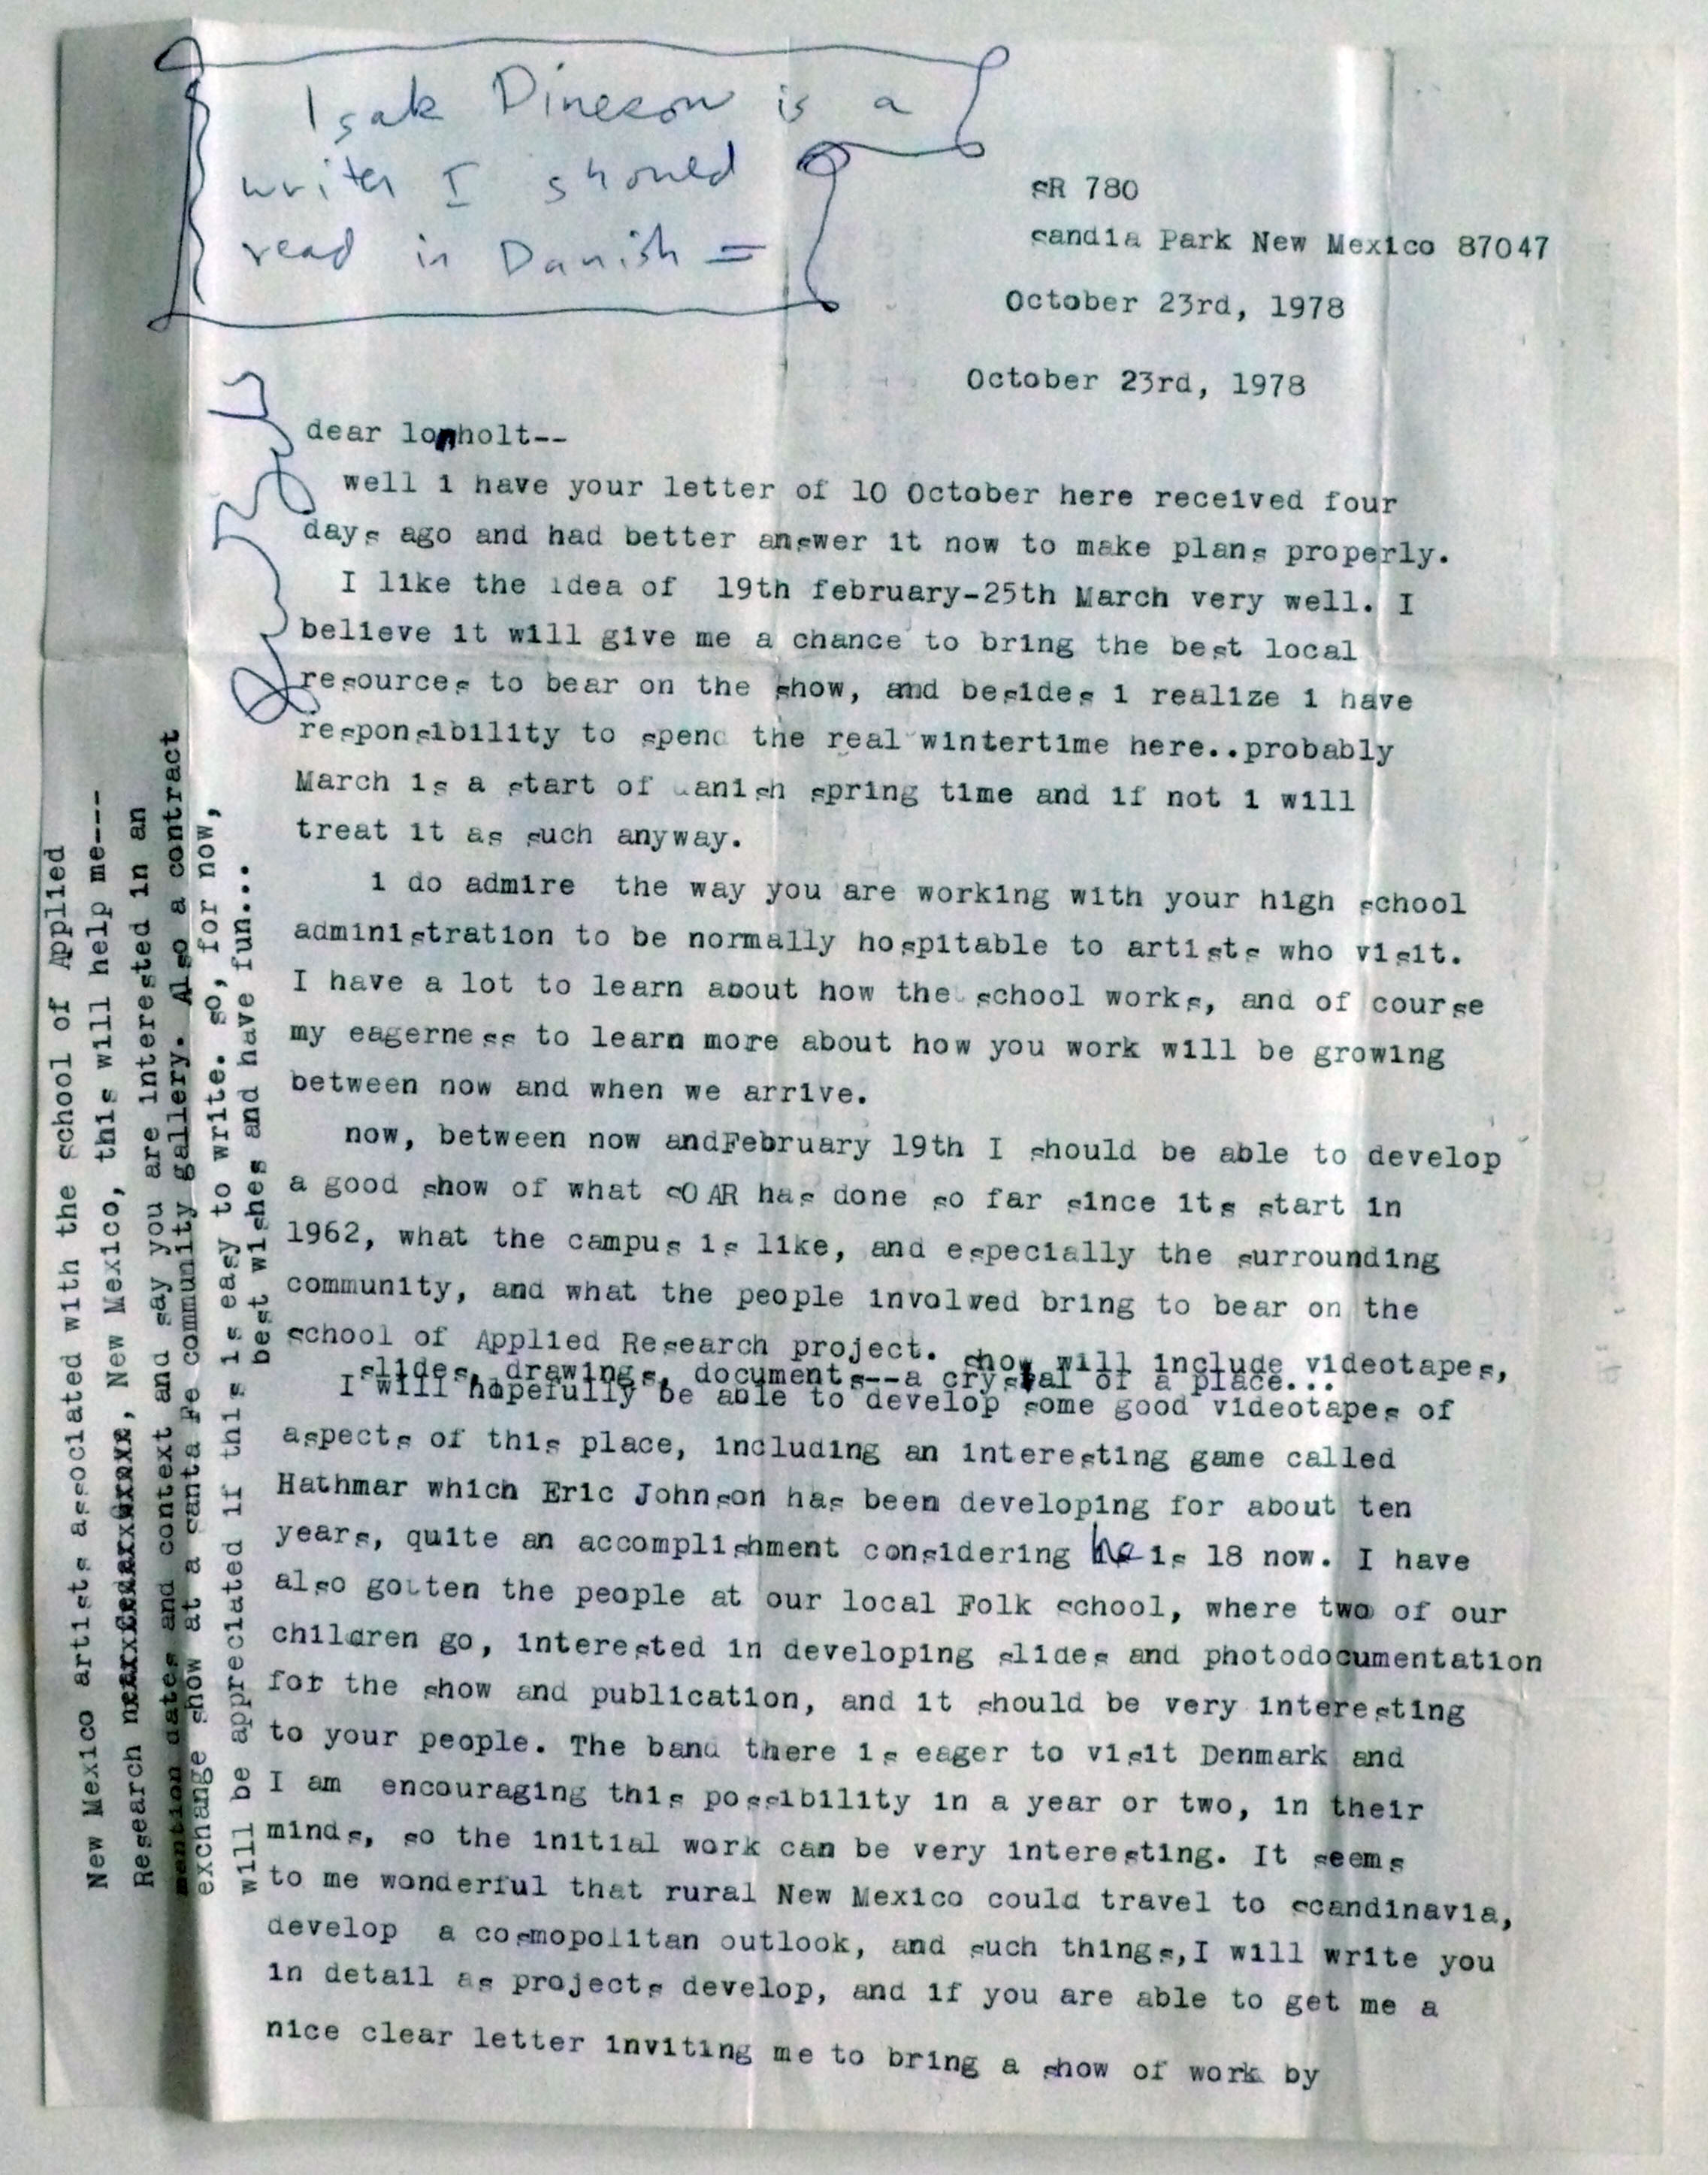 Isak Dineson is a
writer I should
read in Danish =
SR 780
sandia Park New Mexico 87047
October 23rd, 1978
October 23rd, 1978
dear lomholt--
well i have your letter of 10 October here received four
days ago and had better answer it now to make plans properly.
I like the idea of 19th february-25th March very well. I
believe it will give me a chance to bring the best local
resources to bear on the show, and besides i realize i have
responsibility to spend the real wintertime here..probably
March is a start of danish spring time and if not i will
treat it as such anyway.
i do admire the way you are working with your high school
administration to be normally hospitable to artists who visit.
I have a lot to learn about how the school works, and of course
my eagerness to learn more about how you work will be growing
between now and when we arrive.
now, between now andFebruary 19th I should be able to develop
a good show of what SOAR has done so far since its start in
1962, what the campus is like, and especially the surrounding
community, and what the people involved bring to bear on the
school of Applied Research project. show will include videotapes,
slides, drawings, documents--a crystal of a place...
I will hopefully be able to develop some good videotapes of
aspects of this place, including an interesting game called
Hathmar which Eric Johnson has been developing for about ten
years, quite an accomplishment considering he is 18 now. I have
also gotten the people at our local Folk school, where two of our
children go, interested in developing slides and photodocumentation
for the show and publication, and it should be very interesting
to your people. The band there is eager to visit Denmark and
I am encouraging this possibility in a year or two, in their
minds, so the initial work can be very interesting. It seems
to me wonderful that rural New Mexico could travel to scandinavia,
develop a cosmopolitan outlook, and such things,I will write you
in detail as projects develop, and if you are able to get me a
nice clear letter inviting me to bring a show of work by
New Mexico artists associated with the school of Applied
Research, New Mexico, this will help me---
mention dates and context and say you are interested in an
exchange show at a santa Fe community gallery. Also a contract
will be appreciated if this is easy to write. so, for now,
best wishes and have fun...